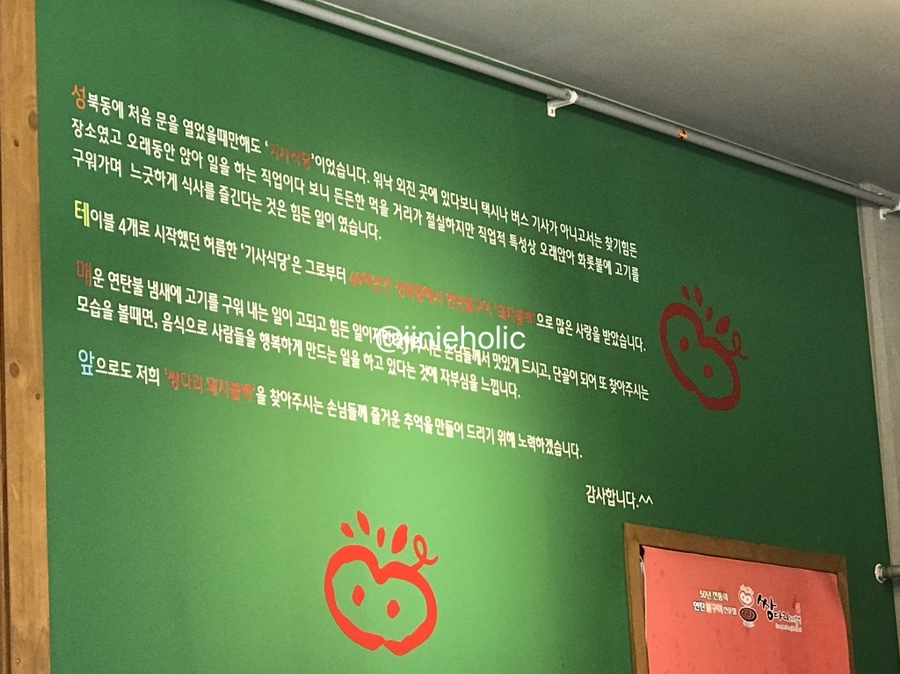 성북동에 처음 문을 열었을때만해도 '기사식당'이었습니다. 워낙 외진 곳에 있다보니 택시나 버스 기사가 아니고서는 찾기힘든
장소였고 오래동안 앉아 일을 하는 직업이다 보니 든든한 먹을 거리가 절실하지만 직업적 특성상 오래앉아 화롯불에 고기를
구워가며 느긋하게 식사를 즐긴다는 것은 힘든 일이 였습니다.
테이블 4개로 시작했던 허름한 '기사식당'은 그로부터 연탄불구이 '돼지불백'으로 많은 사랑을 받았습니다.
매운 연탄불 냄새에 고기를 구워 내는 일이 고되고 힘든 일이지만 손님들께서 맛있게 드시고, 단골이 되어 또 찾아주시는
모습을 볼때면, 음식으로 사람들을 행복하게 만드는 일을 하고 있다는 것에 자부심을 느낍니다.
앞으로도 저희 '쌍다리 돼지불백'을 찾아주시는 손님들께 즐거운 추억을 만들어 드리기 위해 노력하겠습니다.
감사합니다.^^
@jinieholic
50년 전통의
연탄불구이 전문점
쌍다리